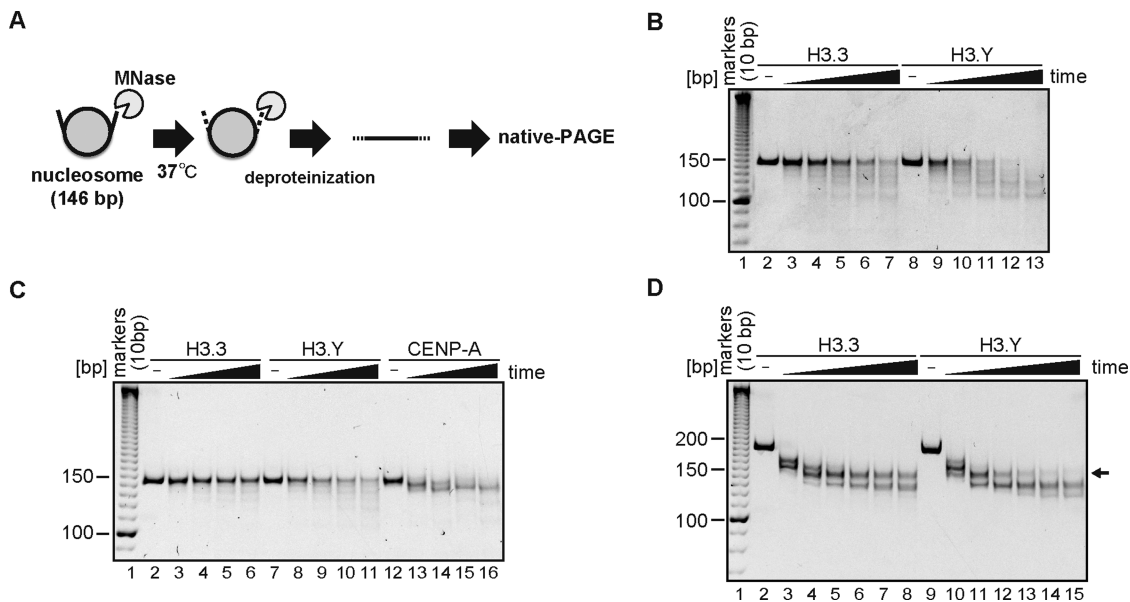 A
MNase
nucleosome
(146 bp)
37°C
deproteinization
native-PAGE
B
markers
(10 bp)
H3.3
H3.Y
[bp]
–
–
time
150
100
1 2 3 4 5 6 7 8 9 10 11 12 13
C
markers
(10bp)
H3.3
H3.Y
CENP-A
[bp]
–
–
–
time
150
100
1 2 3 4 5 6 7 8 9 10 11 12 13 14 15 16
D
markers
(10 bp)
H3.3
H3.Y
[bp]
–
–
time
200
150
100
1 2 3 4 5 6 7 8 9 10 11 12 13 14 15